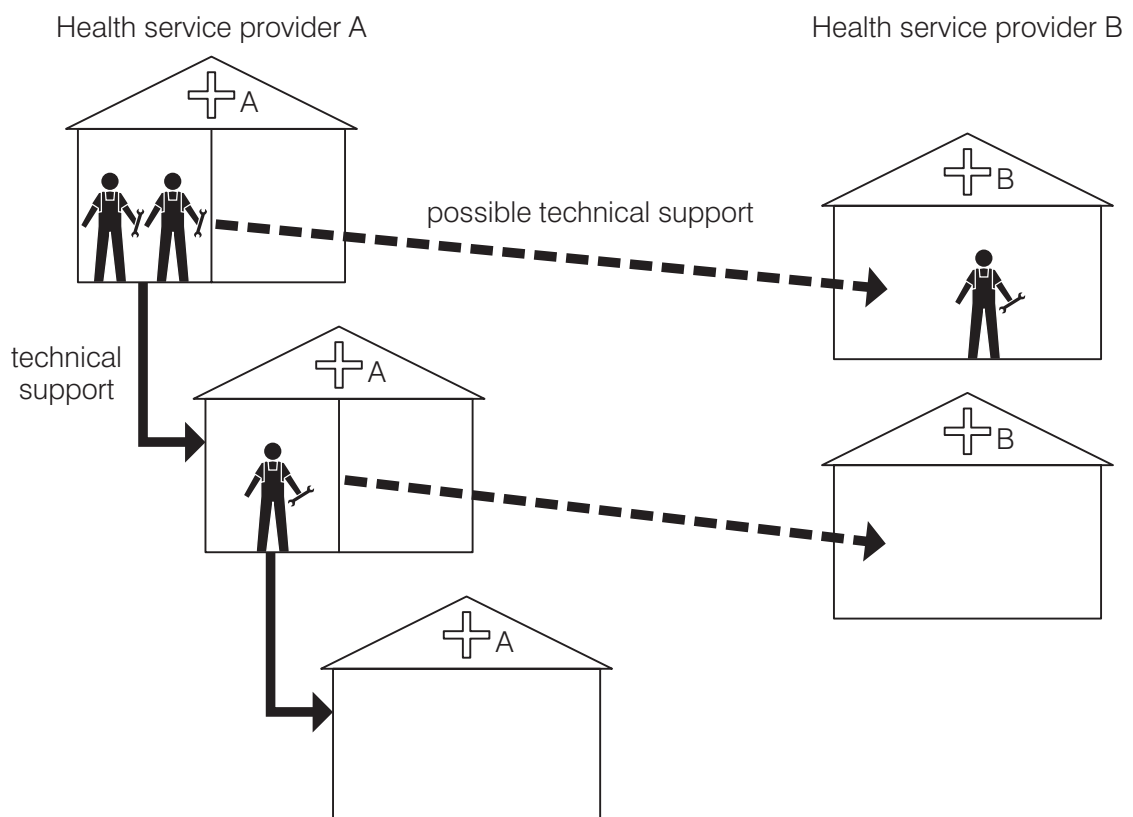 Health service provider A
Health service provider B
A
B
possible technical support
technical
support
A
B
A